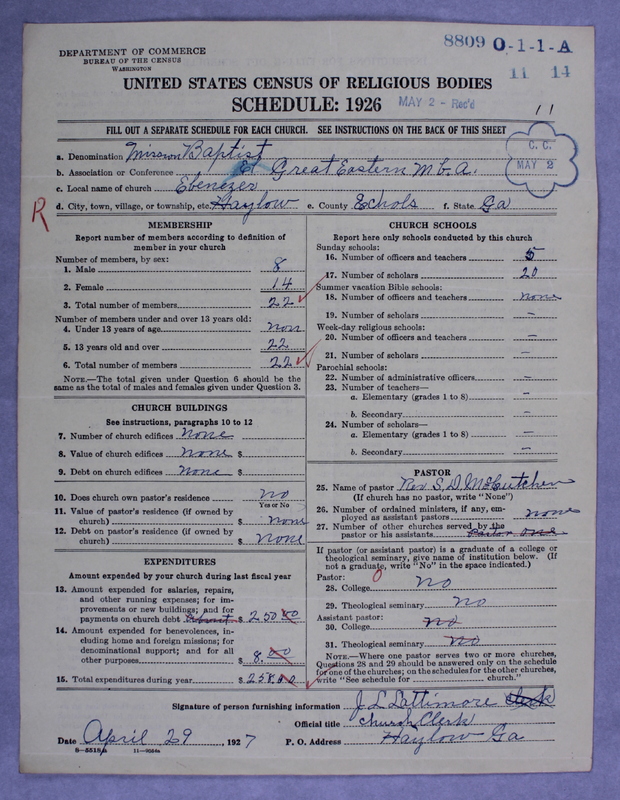 8809 O-1-1-A
DEPARTMENT OF COMMERCE
BUREAU OF THE CENSUS
WASHINGTON
11 14
UNITED STATES CENSUS OF RELIGIOUS BODIES
SCHEDULE: 1926
MAY 2 - Rec'd
11
FILL OUT A SEPARATE SCHEDULE FOR EACH CHURCH. SEE INSTRUCTIONS ON THE BACK OF THIS SHEET
C. C.
MAY 2
a. Denomination Mission Baptist
b. Association or Conference Great Eastern M b. A.
c. Local name of church Ebenezer
d. City, town, village, or township, etc. Haylow e. County Echols f. State Ga
R
MEMBERSHIP
Report number of members according to definition of member in your church
Number of members, by sex:
1. Male 8
2. Female 14
3. Total number of members 22
Number of members under and over 13 years old:
4. Under 13 years of age non
5. 13 years old and over 22
6. Total number of members 22
NOTE.—The total given under Question 6 should be the same as the total of males and females given under Question 3.
CHURCH BUILDINGS
See instructions, paragraphs 10 to 12
7. Number of church edifices none
8. Value of church edifices none $
9. Debt on church edifices none $
10. Does church own pastor's residence no
Yes or No
11. Value of pastor's residence (if owned by church) $ none
12. Debt on pastor's residence (if owned by church) $ none
EXPENDITURES
Amount expended by your church during last fiscal year
13. Amount expended for salaries, repairs, and other running expenses; for improvements or new buildings; and for payments on church debt $ 250 00
14. Amount expended for benevolences, including home and foreign missions; for denominational support; and for all other purposes $ 8.00
15. Total expenditures during year $ 258.00
CHURCH SCHOOLS
Report here only schools conducted by this church
Sunday schools:
16. Number of officers and teachers 5
17. Number of scholars 20
Summer vacation Bible schools:
18. Number of officers and teachers none
19. Number of scholars —
Week-day religious schools:
20. Number of officers and teachers —
21. Number of scholars —
Parochial schools:
22. Number of administrative officers —
23. Number of teachers—
a. Elementary (grades 1 to 8) —
b. Secondary —
24. Number of scholars—
a. Elementary (grades 1 to 8) —
b. Secondary —
PASTOR
25. Name of pastor Rev S. D. McCutchen
(If church has no pastor, write "None")
26. Number of ordained ministers, if any, employed as assistant pastors none
27. Number of other churches served by the pastor or his assistants Pastor one
If pastor (or assistant pastor) is a graduate of a college or theological seminary, give name of institution below. (If not a graduate, write "No" in the space indicated.)
Pastor: 0
28. College no
29. Theological seminary no
Assistant pastor:
30. College no
31. Theological seminary no
NOTE.—Where one pastor serves two or more churches, Questions 28 and 29 should be answered only on the schedule for one of the churches; on the schedules for the other churches, write "See schedule for church."
Signature of person furnishing information J. L. Lattimore clerk
Official title Church Clerk
Date April 29, 1927 P. O. Address Haylow Ga
8—5518a 11—9654a